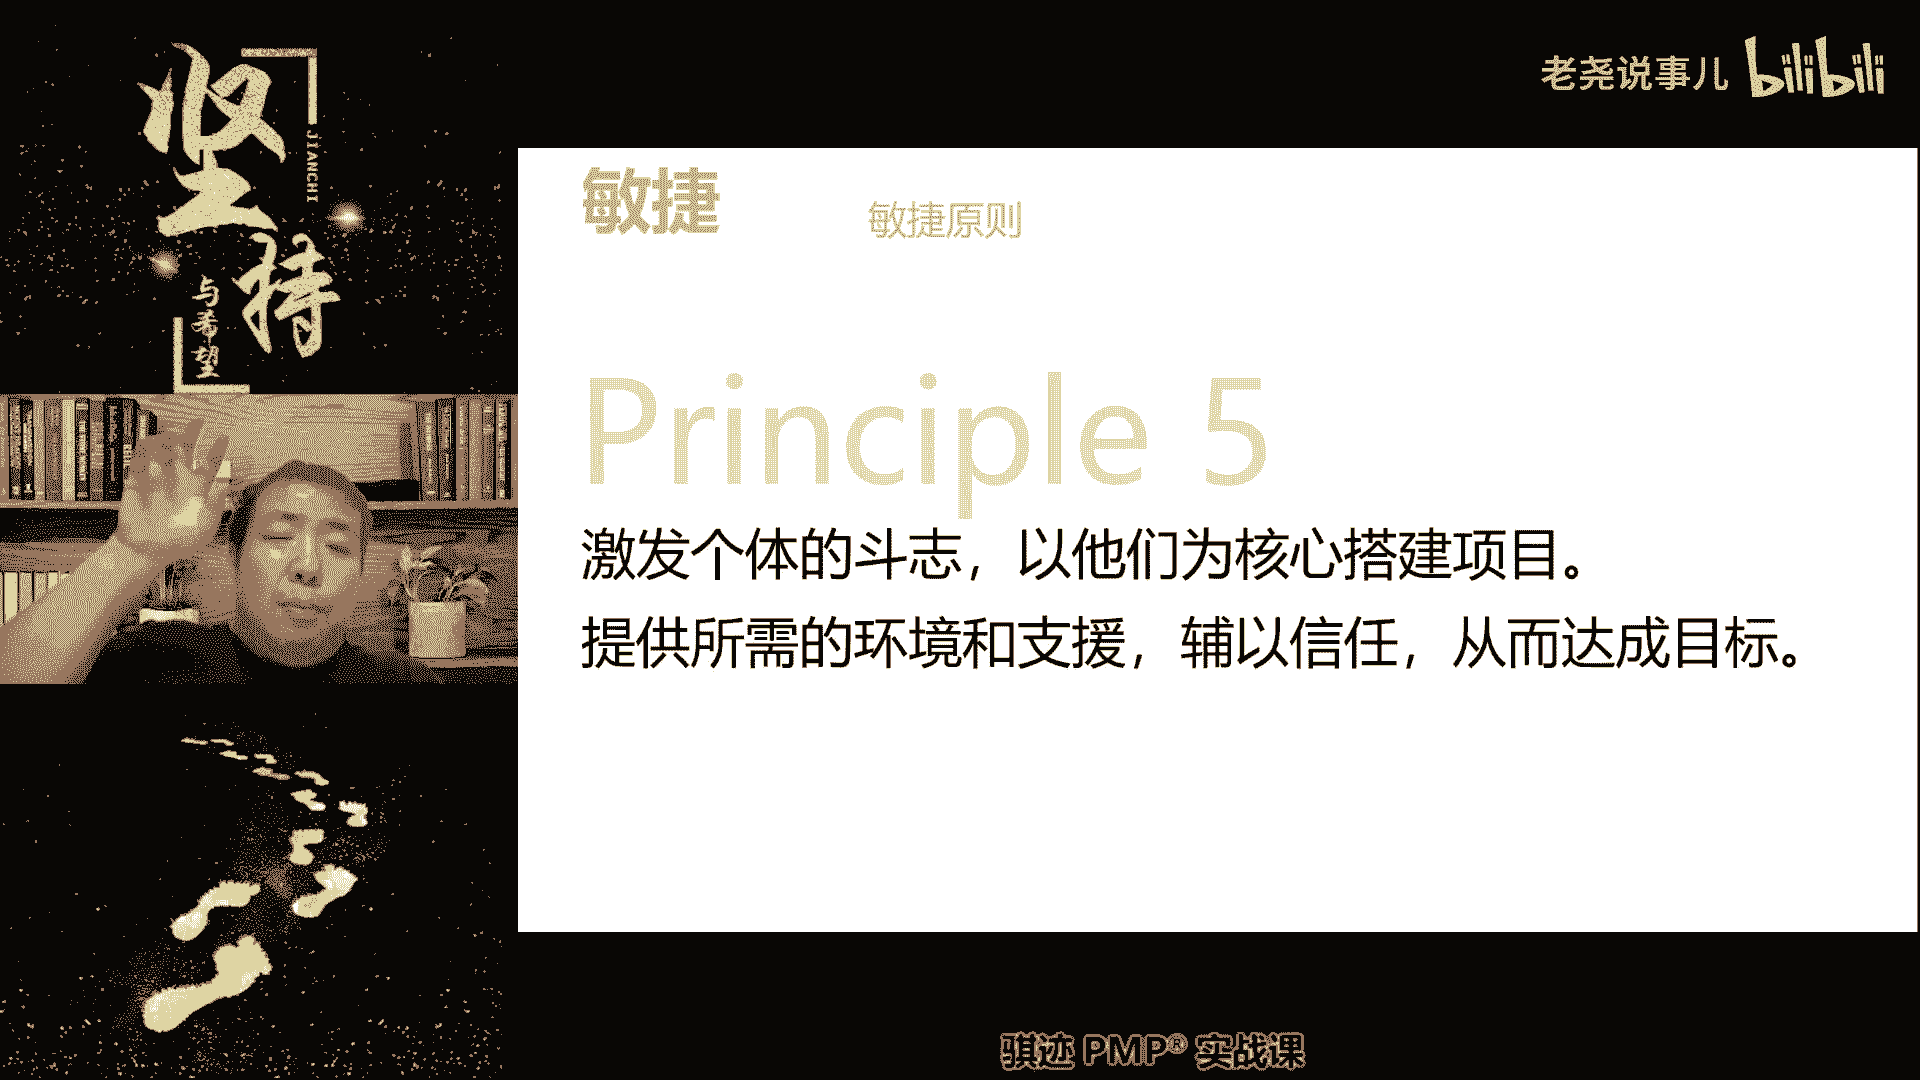 坚持
JIANCHI
与希望
老尧说事儿 bilibili
敏捷
敏捷原则
Principle 5
激发个体的斗志，以他们为核心搭建项目。
提供所需的环境和支援，辅以信任，从而达成目标。
骐迹 PMP® 实战课